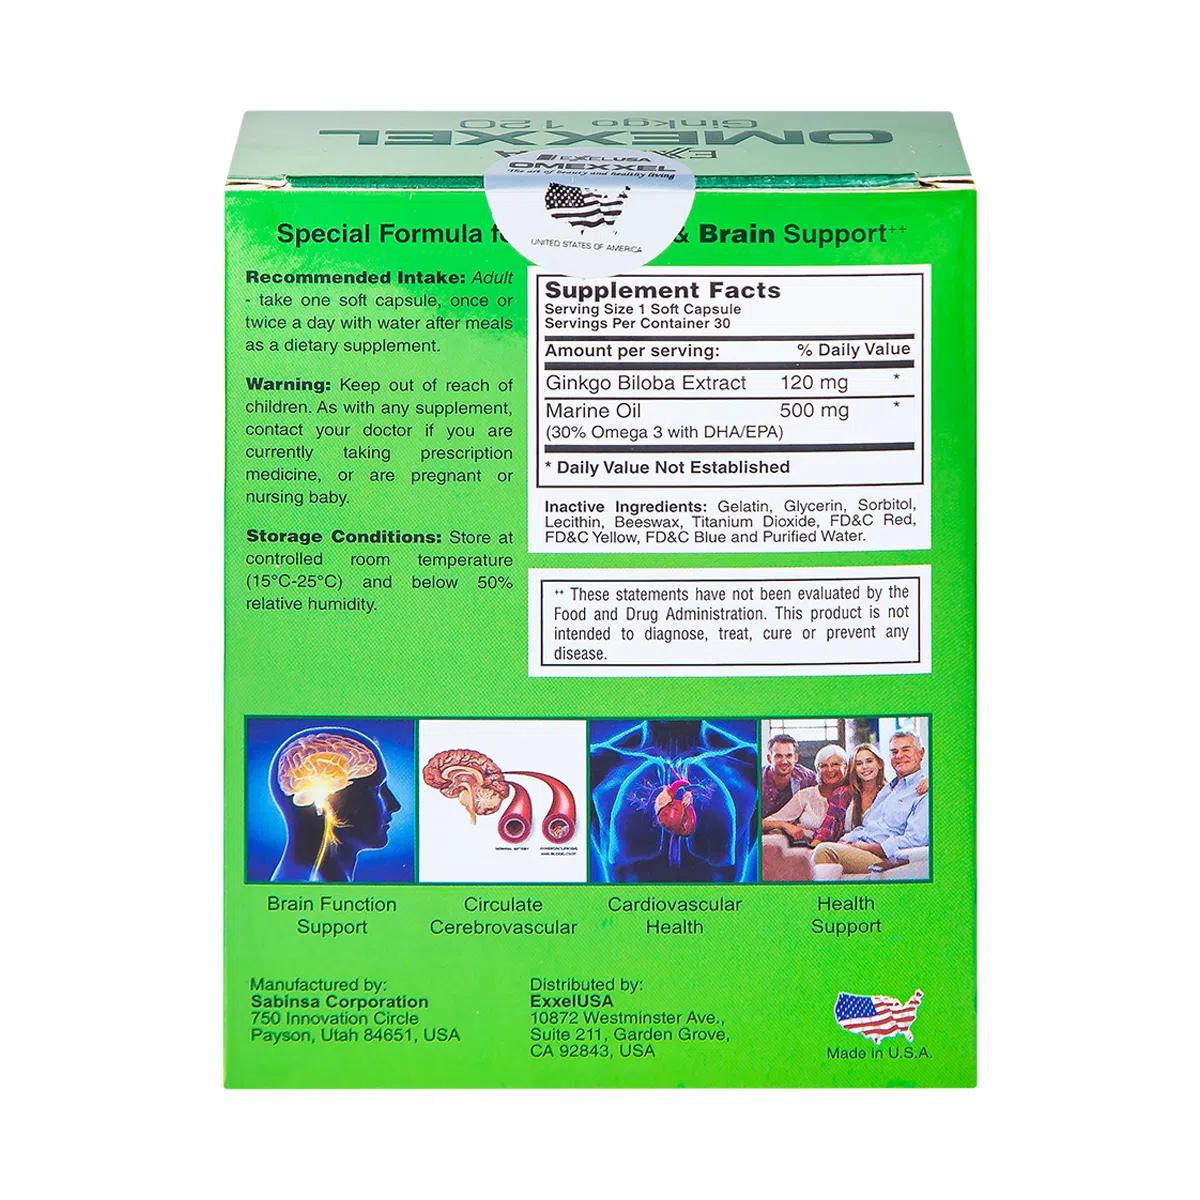 OMEXXEL
Ginkgo 120
EXXELUSA
OMEXXEL
The art of beauty and healthy living
UNITED STATES OF AMERICA
Special Formula & Brain Support++
Recommended Intake: Adult
- take one soft capsule, once or
twice a day with water after meals
as a dietary supplement.
Warning: Keep out of reach of
children. As with any supplement,
contact your doctor if you are
currently taking prescription
medicine, or are pregnant or
nursing baby.
Storage Conditions: Store at
controlled room temperature
(15°C-25°C) and below 50%
relative humidity.
Supplement Facts
Serving Size 1 Soft Capsule
Servings Per Container 30
Amount per serving: % Daily Value
Ginkgo Biloba Extract 120 mg *
Marine Oil 500 mg *
(30% Omega 3 with DHA/EPA)
* Daily Value Not Established
Inactive Ingredients: Gelatin, Glycerin, Sorbitol,
Lecithin, Beeswax, Titanium Dioxide, FD&C Red,
FD&C Yellow, FD&C Blue and Purified Water.
++ These statements have not been evaluated by the
Food and Drug Administration. This product is not
intended to diagnose, treat, cure or prevent any
disease.
NORMAL ARTERY
AND BLOOD CLOT
Brain Function
Support
Circulate
Cerebrovascular
Cardiovascular
Health
Health
Support
Manufactured by:
Sabinsa Corporation
750 Innovation Circle
Payson, Utah 84651, USA
Distributed by:
ExxelUSA
10872 Westminster Ave.,
Suite 211, Garden Grove,
CA 92843, USA
Made in U.S.A.